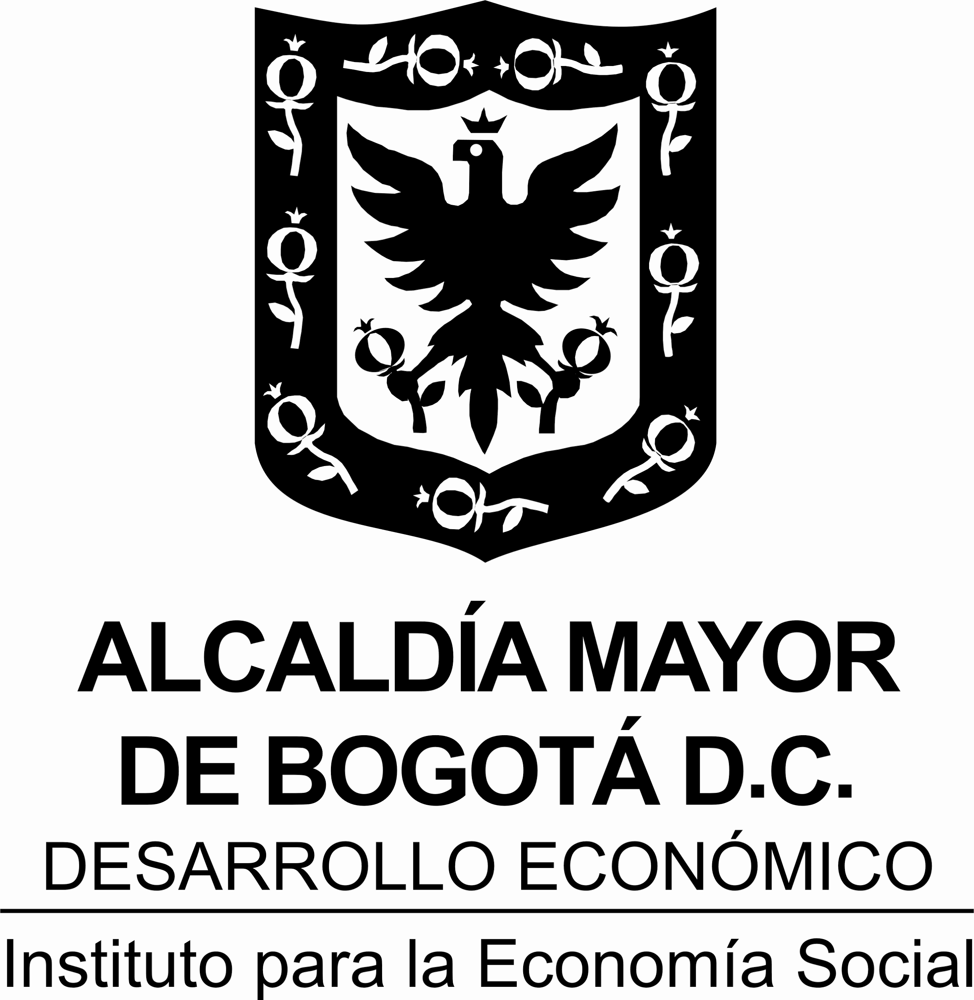 ALCALDÍA MAYOR
DE BOGOTÁ D.C.
DESARROLLO ECONÓMICO
Instituto para la Economía Social